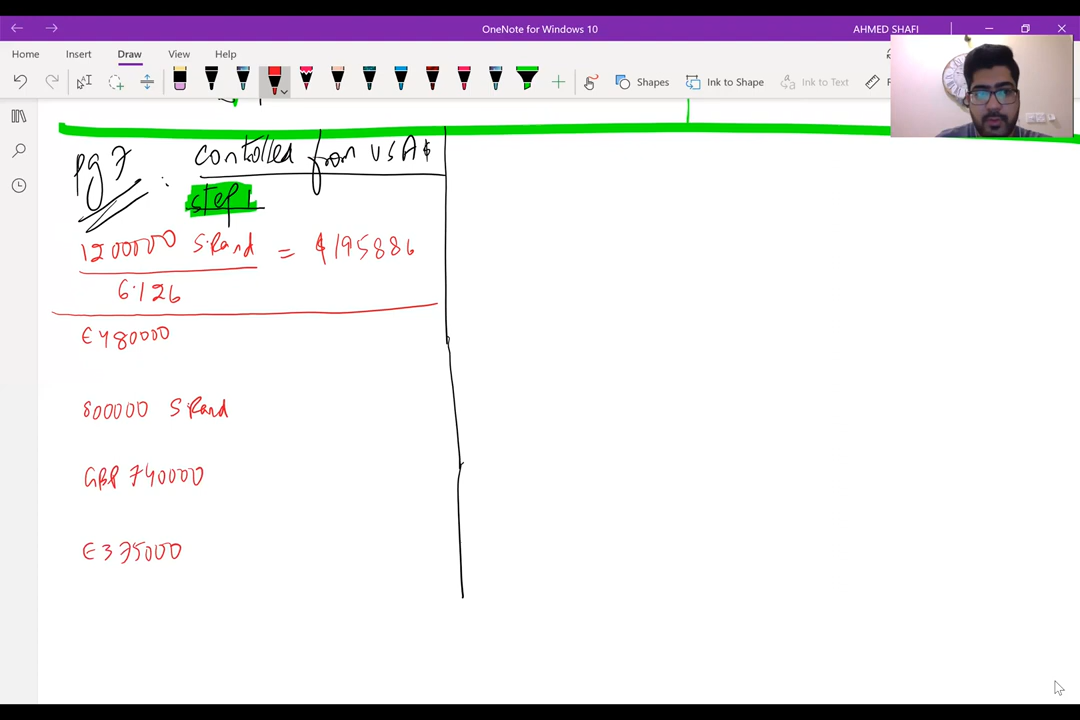 OneNote for Windows 10
AHMED SHAFI
Home Insert Draw View Help
Shapes Ink to Shape Ink to Text
Pg 7 : controlled from USA $
step 1
1200000 S.Rand = $195886
6.126
€480000
800000 S.Rand
GBP 740000
€375000